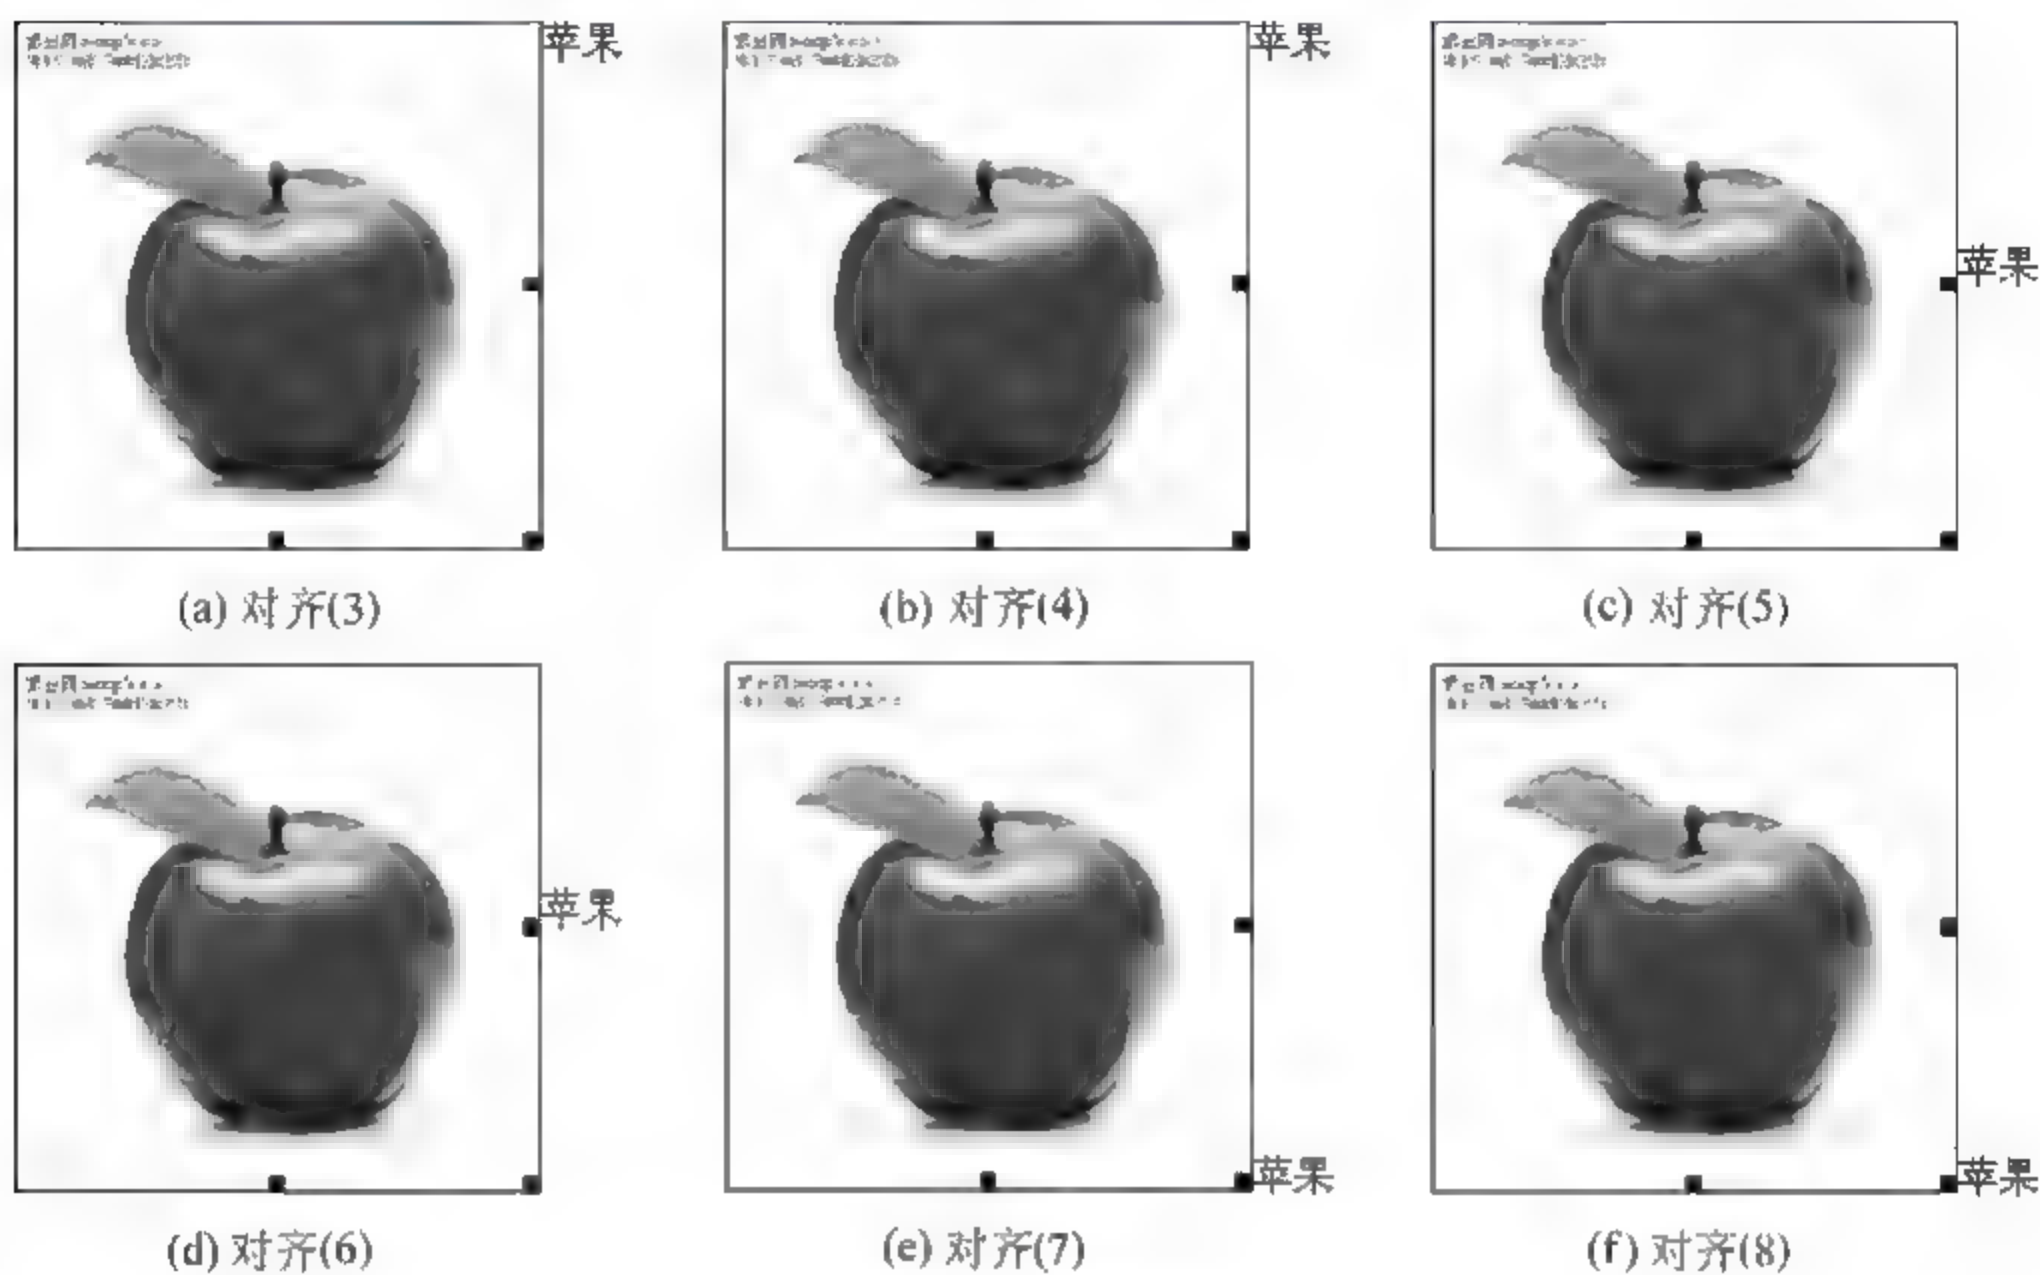 苹果
苹果
苹果
(a) 对齐(3)
(b) 对齐(4)
(c) 对齐(5)
苹果
苹果
苹果
(d) 对齐(6)
(e) 对齐(7)
(f) 对齐(8)